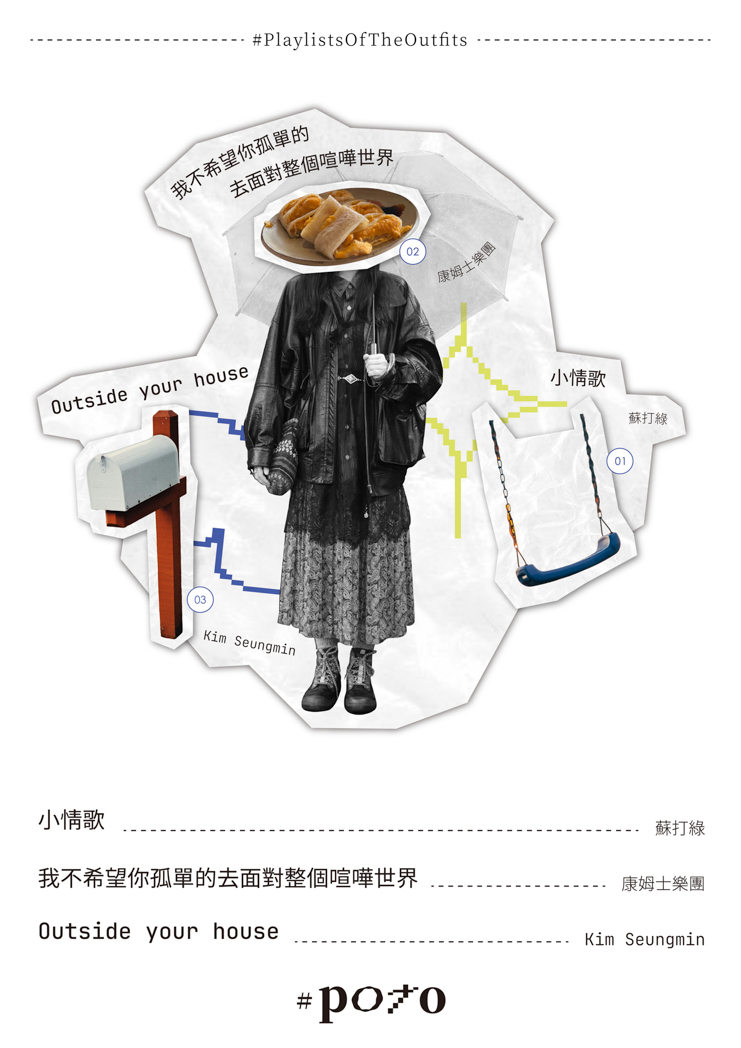 #PlaylistsOfTheOutfits
我不希望你孤單的
去面對整個喧嘩世界
02
康姆士樂團
Outside your house
小情歌
蘇打綠
01
03
Kim Seungmin
小情歌 蘇打綠
我不希望你孤單的去面對整個喧嘩世界 康姆士樂團
Outside your house Kim Seungmin
#poto